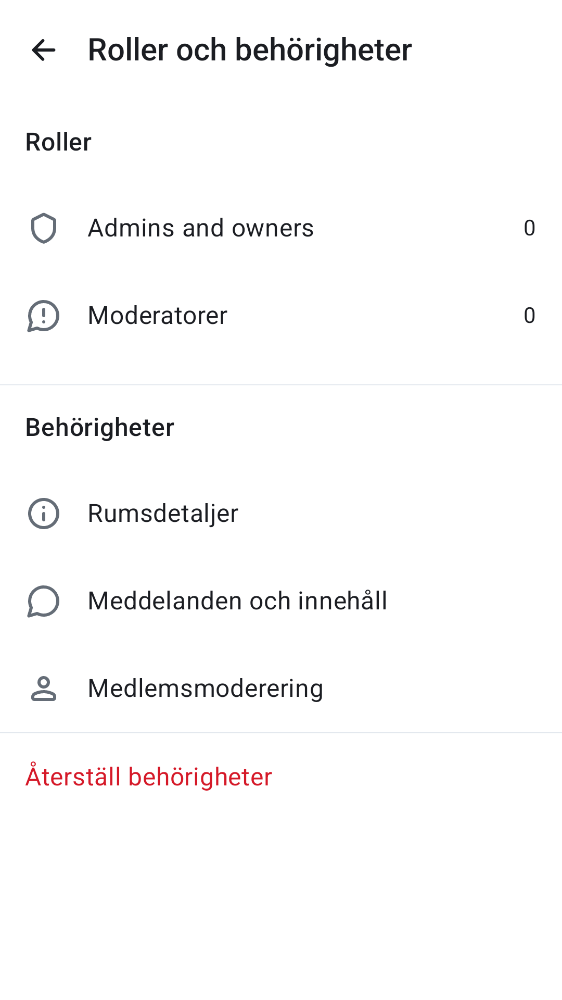 Roller och behörigheter
Roller
Admins and owners 0
Moderatorer 0
Behörigheter
Rumsdetaljer
Meddelanden och innehåll
Medlemsmoderering
Återställ behörigheter